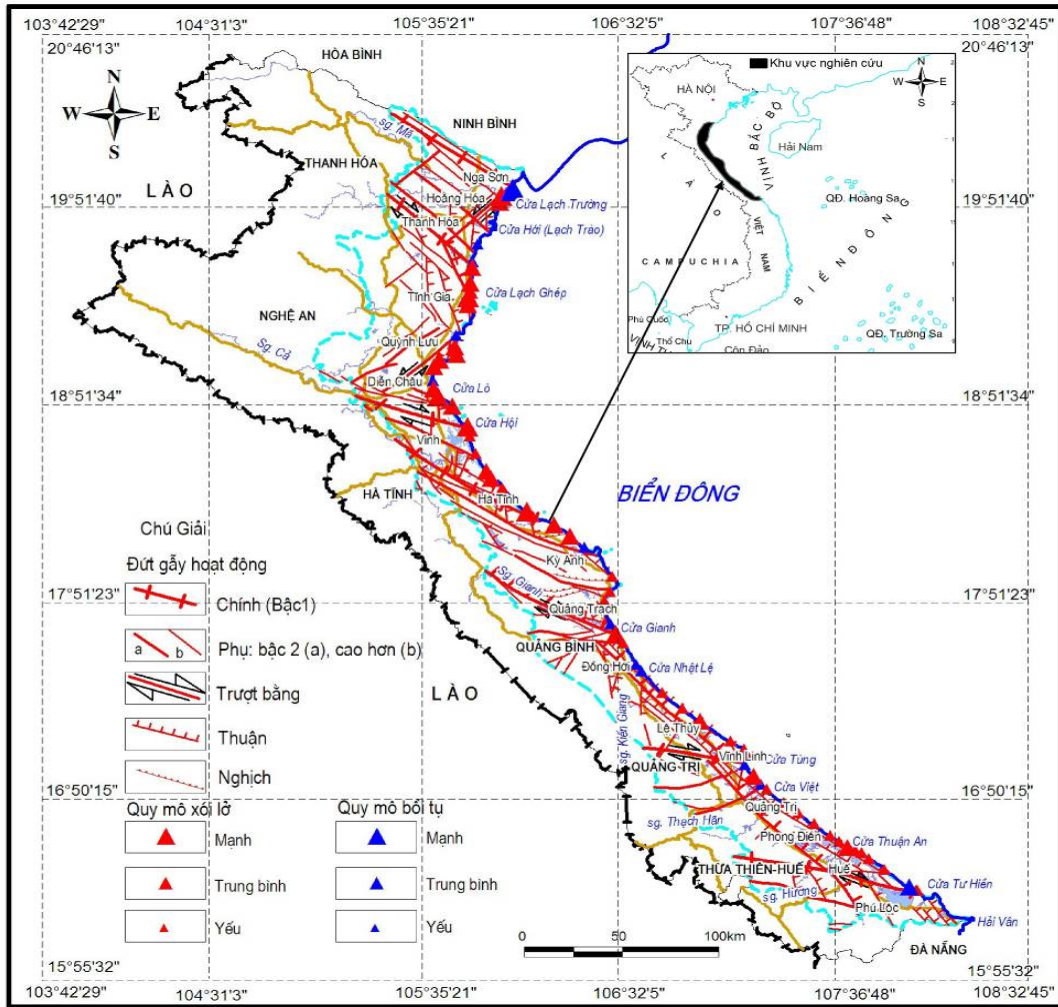 103°42'29" 104°31'3" 105°35'21" 106°32'5" 107°36'48" 108°32'45"
20°46'13" 20°46'13"
HÒA BÌNH
N
W E
S
Khu vực nghiên cứu
HÀ NỘI
N
W E
S
VỊNH BẮC BỘ
Hải Nam
LÀO
QĐ. Hoàng Sa
VIỆT NAM
CAMPUCHIA
BIỂN ĐÔNG
Phú Quốc
TP. HỒ CHÍ MINH
Thổ Chu
QĐ. Trường Sa
Côn Đảo
sg. Mã
NINH BÌNH
THANH HÓA
LÀO
Nga Sơn
19°51'40" 19°51'40"
Hoằng Hóa
Cửa Lạch Trường
Thanh Hóa
Cửa Hới (Lạch Trào)
Tĩnh Gia
Cửa Lạch Ghép
NGHỆ AN
Quỳnh Lưu
Sg. Cả
Diễn Châu
Cửa Lò
18°51'34" 18°51'34"
Cửa Hội
Vinh
HÀ TĨNH
Hà Tĩnh
BIỂN ĐÔNG
Kỳ Anh
Sg. Gianh
17°51'23" 17°51'23"
Quảng Trạch
Cửa Gianh
QUẢNG BÌNH
Đồng Hới
Cửa Nhật Lệ
LÀO
sg. Kiến Giang
Lệ Thủy
Vĩnh Linh
Cửa Tùng
QUẢNG TRỊ
Cửa Việt
16°50'15" 16°50'15"
Quảng Trị
sg. Thạch Hãn
Phong Điền
Cửa Thuận An
THỪA THIÊN-HUẾ
Huế
Cửa Tư Hiền
sg. Hương
Phú Lộc
Hải Vân
ĐÀ NẴNG
Chú Giải
Đứt gẫy hoạt động
Chính (Bậc1)
a b Phụ: bậc 2 (a), cao hơn (b)
Trượt bằng
Thuận
Nghịch
Quy mô xói lở Quy mô bồi tụ
Mạnh Mạnh
Trung bình Trung bình
Yếu Yếu
0 50 100km
15°55'32" 15°55'32"
103°42'29" 104°31'3" 105°35'21" 106°32'5" 107°36'48" 108°32'45"